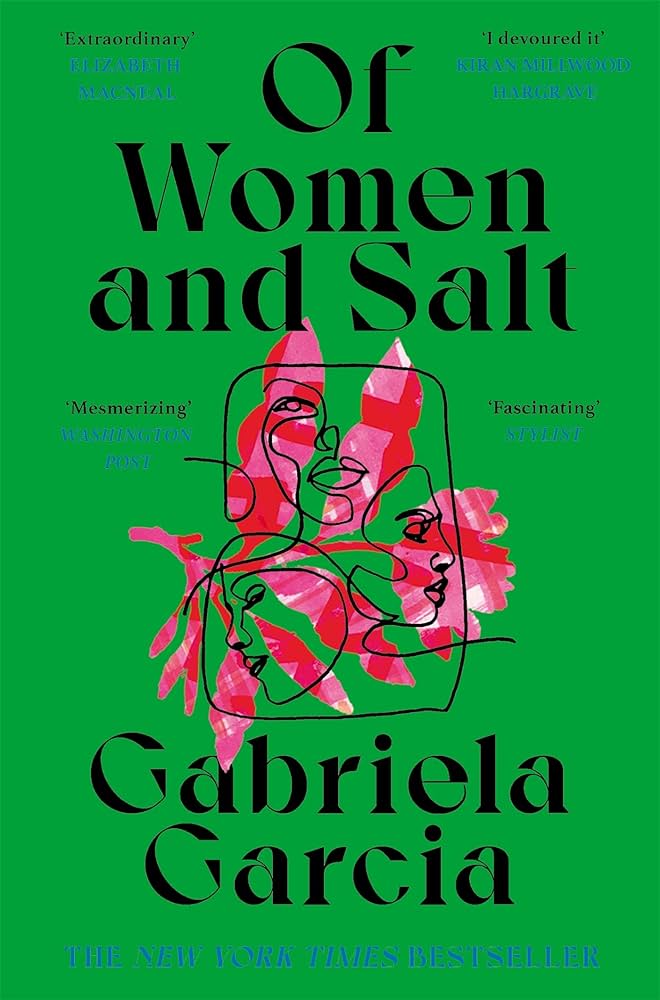 ‘Extraordinary’
ELIZABETH
MACNEAL
‘I devoured it’
KIRAN MILLWOOD
HARGRAVE
Of
Women
and Salt
‘Mesmerizing’
WASHINGTON
POST
‘Fascinating’
STYLIST
Gabriela
Garcia
THE NEW YORK TIMES BESTSELLER